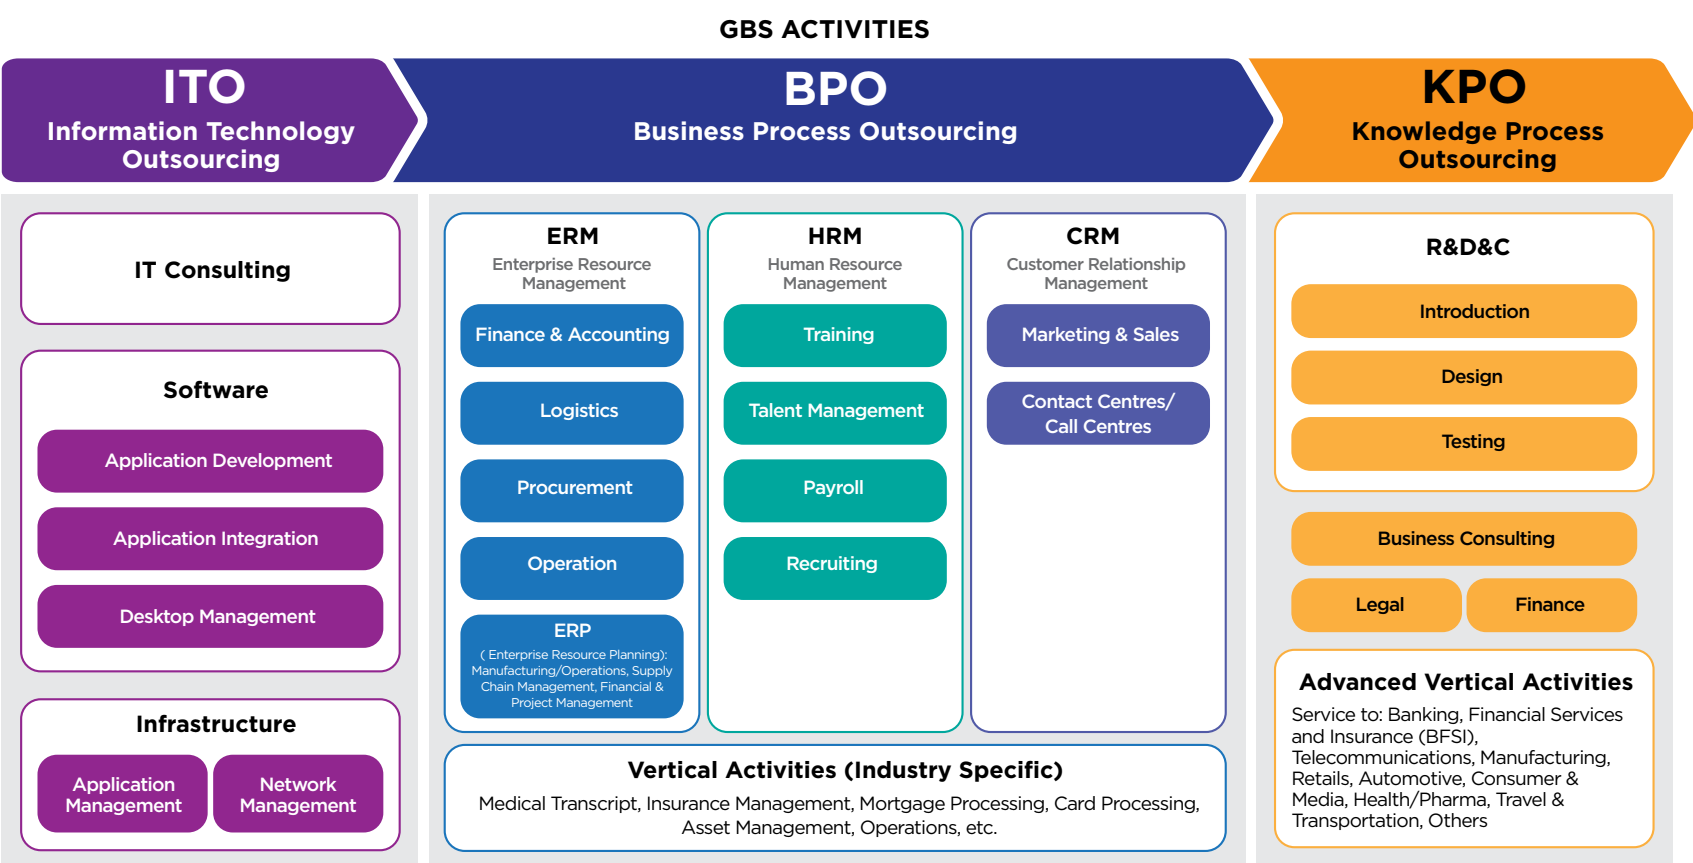 GBS ACTIVITIES
ITO
Information Technology
Outsourcing
BPO
Business Process Outsourcing
KPO
Knowledge Process
Outsourcing
IT Consulting
Software
Application Development
Application Integration
Desktop Management
Infrastructure
Application
Management
Network
Management
ERM
Enterprise Resource
Management
Finance & Accounting
Logistics
Procurement
Operation
ERP
( Enterprise Resource Planning):
Manufacturing/Operations, Supply
Chain Management, Financial &
Project Management
HRM
Human Resource
Management
Training
Talent Management
Payroll
Recruiting
CRM
Customer Relationship
Management
Marketing & Sales
Contact Centres/
Call Centres
Vertical Activities (Industry Specific)
Medical Transcript, Insurance Management, Mortgage Processing, Card Processing,
Asset Management, Operations, etc.
R&D&C
Introduction
Design
Testing
Business Consulting
Legal
Finance
Advanced Vertical Activities
Service to: Banking, Financial Services
and Insurance (BFSI),
Telecommunications, Manufacturing,
Retails, Automotive, Consumer &
Media, Health/Pharma, Travel &
Transportation, Others